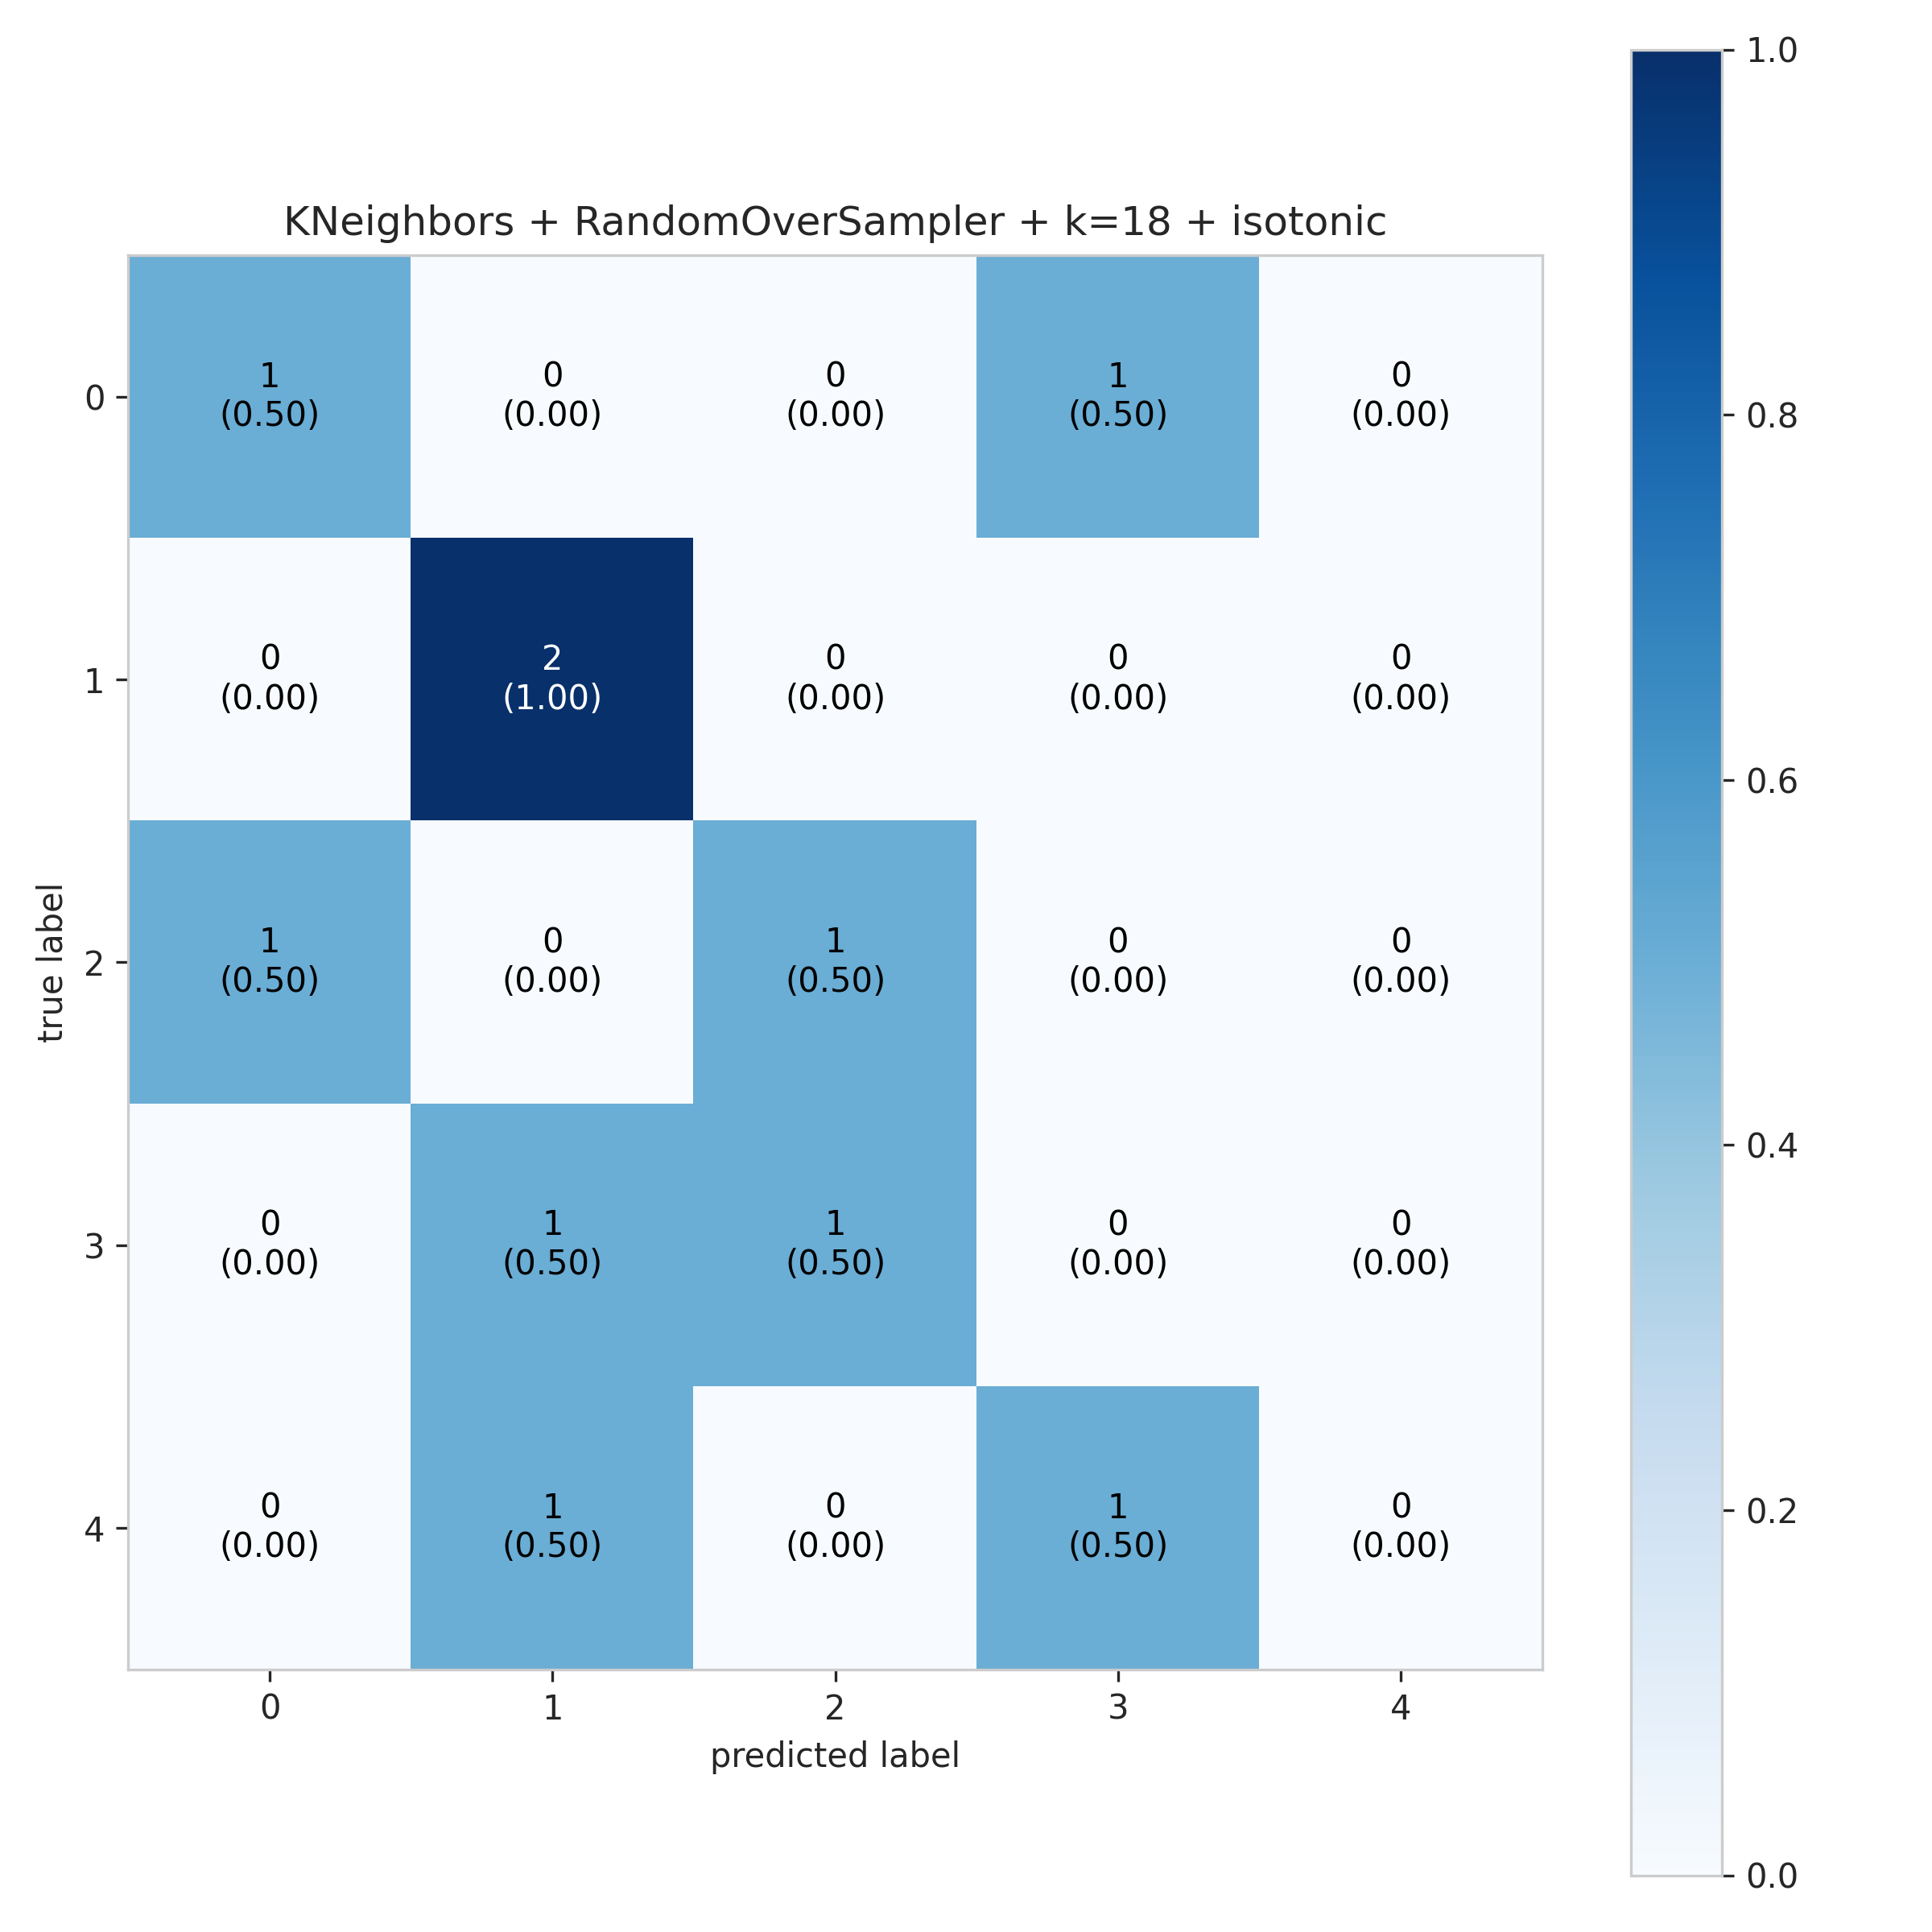 KNeighbors + RandomOverSampler + k=18 + isotonic
1.0
0.8
0.6
0.4
0.2
0.0
true label
0
1 0 0 1 0
(0.50) (0.00) (0.00) (0.50) (0.00)
1
0 2 0 0 0
(0.00) (1.00) (0.00) (0.00) (0.00)
2
1 0 1 0 0
(0.50) (0.00) (0.50) (0.00) (0.00)
3
0 1 1 0 0
(0.00) (0.50) (0.50) (0.00) (0.00)
4
0 1 0 1 0
(0.00) (0.50) (0.00) (0.50) (0.00)
0 1 2 3 4
predicted label